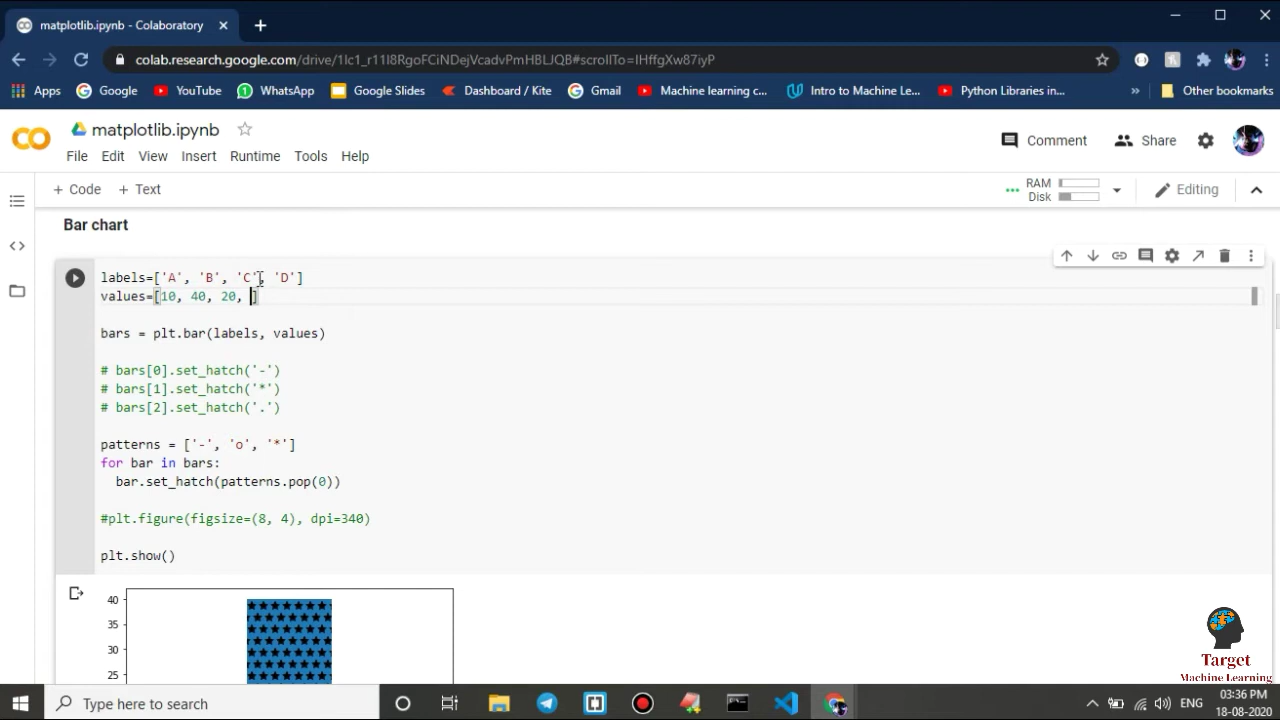 matplotlib.ipynb - Colaboratory
colab.research.google.com/drive/1lc1_r11I8RgoFCiNDejVcadvPmHBLJQB#scrollTo=IHffgXw87iyP
Apps Google YouTube WhatsApp Google Slides Dashboard / Kite Gmail Machine learning c... Intro to Machine Le... Python Libraries in... Other bookmarks
matplotlib.ipynb
Comment Share
File Edit View Insert Runtime Tools Help
+ Code + Text
RAM
Disk
Editing
Bar chart
labels=['A', 'B', 'C', 'D']
values=[10, 40, 20, ]
bars = plt.bar(labels, values)
# bars[0].set_hatch('-')
# bars[1].set_hatch('*')
# bars[2].set_hatch('.')
patterns = ['-', 'o', '*']
for bar in bars:
bar.set_hatch(patterns.pop(0))
#plt.figure(figsize=(8, 4), dpi=340)
plt.show()
40
35
30
25
Target
Machine Learning
Type here to search
ENG
03:36 PM
18-08-2020